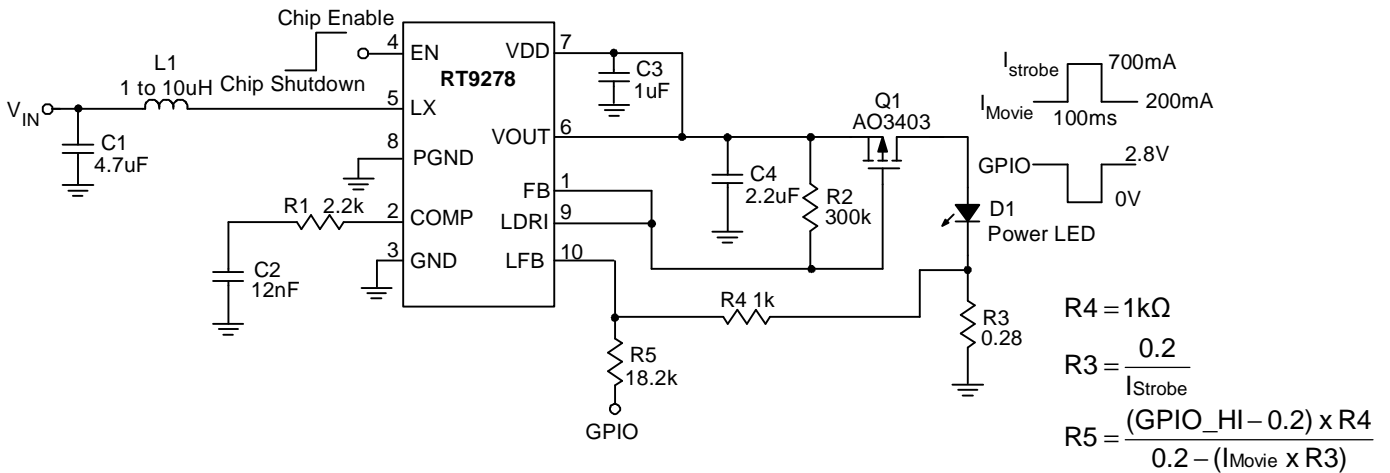 Chip Enable
Chip Shutdown
L1
1 to 10uH
V_IN
C1
4.7uF
4
EN
5
LX
8
PGND
R1 2.2k
2
COMP
3
GND
C2
12nF
RT9278
VDD
7
VOUT
6
FB
1
LDRI
9
LFB
10
C3
1uF
C4
2.2uF
R2
300k
Q1
AO3403
R4 1k
R5
18.2k
GPIO
D1
Power LED
R3
0.28
I_strobe
700mA
I_Movie
200mA
100ms
GPIO
2.8V
0V
R4 = 1kΩ
R3 = 0.2 / I_Strobe
R5 = (GPIO_HI – 0.2) x R4 / 0.2 – (I_Movie x R3)